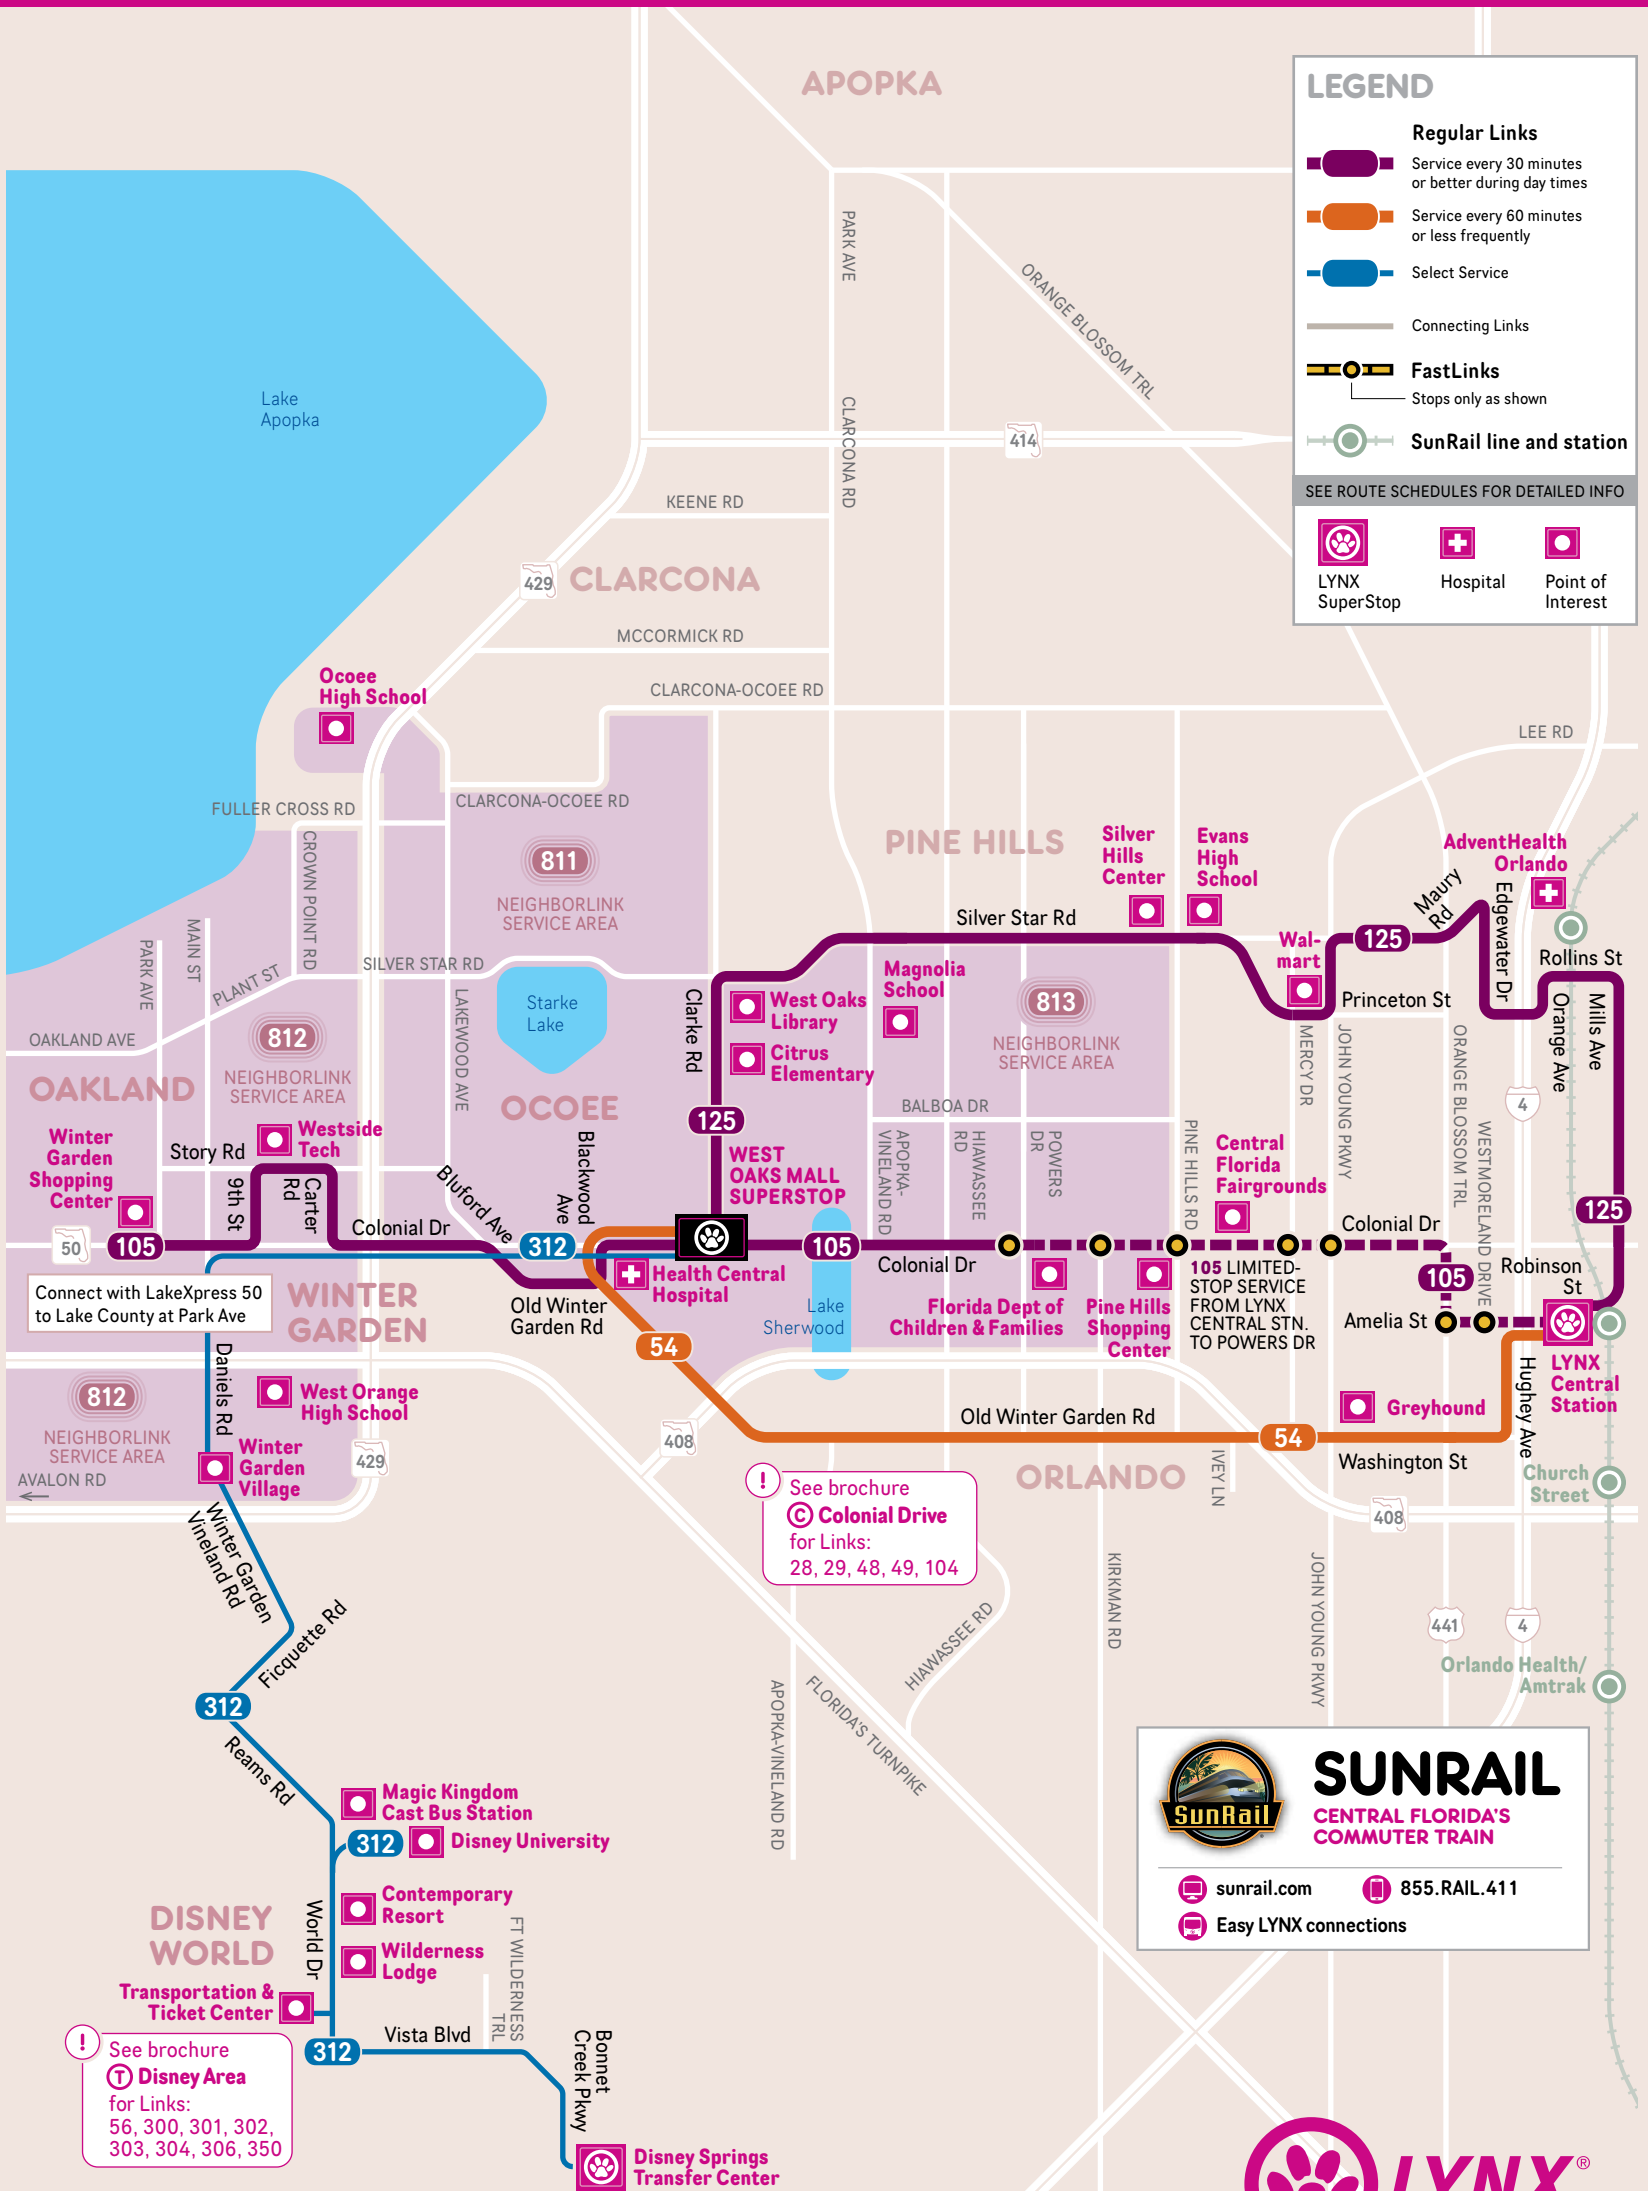 APOPKA
LEGEND
Regular Links
Service every 30 minutes
or better during day times
Service every 60 minutes
or less frequently
Select Service
Connecting Links
FastLinks
Stops only as shown
SunRail line and station
SEE ROUTE SCHEDULES FOR DETAILED INFO
LYNX
SuperStop
Hospital
Point of
Interest
PARK AVE
ORANGE BLOSSOM TRL
Lake
Apopka
CLARCONA RD
414
KEENE RD
429
CLARCONA
MCCORMICK RD
Ocoee
High School
CLARCONA-OCOEE RD
LEE RD
FULLER CROSS RD
CLARCONA-OCOEE RD
CROWN POINT RD
811
NEIGHBORLINK
SERVICE AREA
PINE HILLS
Silver
Hills
Center
Evans
High
School
AdventHealth
Orlando
Maury
Rd
Edgewater Dr
Silver Star Rd
125
Wal-
mart
Rollins St
PARK AVE
MAIN ST
PLANT ST
SILVER STAR RD
LAKEWOOD AVE
Starke
Lake
Clarke Rd
West Oaks
Library
Magnolia
School
813
NEIGHBORLINK
SERVICE AREA
Princeton St
Orange Ave
Mills Ave
OAKLAND AVE
812
NEIGHBORLINK
SERVICE AREA
Citrus
Elementary
MERCY DR
JOHN YOUNG PKWY
ORANGE BLOSSOM TRL
4
OAKLAND
OCOEE
125
BALBOA DR
Winter
Garden
Shopping
Center
Story Rd
Westside
Tech
9th St
Carter
Rd
Bluford Ave
Blackwood
Ave
WEST
OAKS MALL
SUPERSTOP
APOPKA-
VINELAND RD
HIAWASSEE
RD
POWERS
DR
PINE HILLS RD
Central
Florida
Fairgrounds
WESTMORELAND DRIVE
125
50
105
Colonial Dr
312
105
Colonial Dr
Colonial Dr
105
Robinson
St
Connect with LakeXpress 50
to Lake County at Park Ave
WINTER
GARDEN
Old Winter
Garden Rd
Health Central
Hospital
Lake
Sherwood
Florida Dept of
Children & Families
Pine Hills
Shopping
Center
105 LIMITED-
STOP SERVICE
FROM LYNX
CENTRAL STN.
TO POWERS DR
Amelia St
LYNX
Central
Station
54
Daniels Rd
812
NEIGHBORLINK
SERVICE AREA
West Orange
High School
Greyhound
Hughey Ave
AVALON RD
Winter
Garden
Village
429
408
Old Winter Garden Rd
54
Washington St
ORLANDO
IVEY LN
Church
Street
408
See brochure
C Colonial Drive
for Links:
28, 29, 48, 49, 104
Winter Garden
Vineland Rd
Ficquette Rd
HIAWASSEE RD
KIRKMAN RD
JOHN YOUNG PKWY
441
4
Orlando Health/
Amtrak
312
Reams Rd
APOPKA-VINELAND RD
FLORIDA'S TURNPIKE
SunRail
SUNRAIL
CENTRAL FLORIDA'S
COMMUTER TRAIN
sunrail.com
855.RAIL.411
Easy LYNX connections
Magic Kingdom
Cast Bus Station
312
Disney University
DISNEY
WORLD
World Dr
Contemporary
Resort
Wilderness
Lodge
FT WILDERNESS
TRL
Transportation &
Ticket Center
312
Vista Blvd
Bonnet
Creek Pkwy
! See brochure
T Disney Area
for Links:
56, 300, 301, 302,
303, 304, 306, 350
Disney Springs
Transfer Center
LYNX®